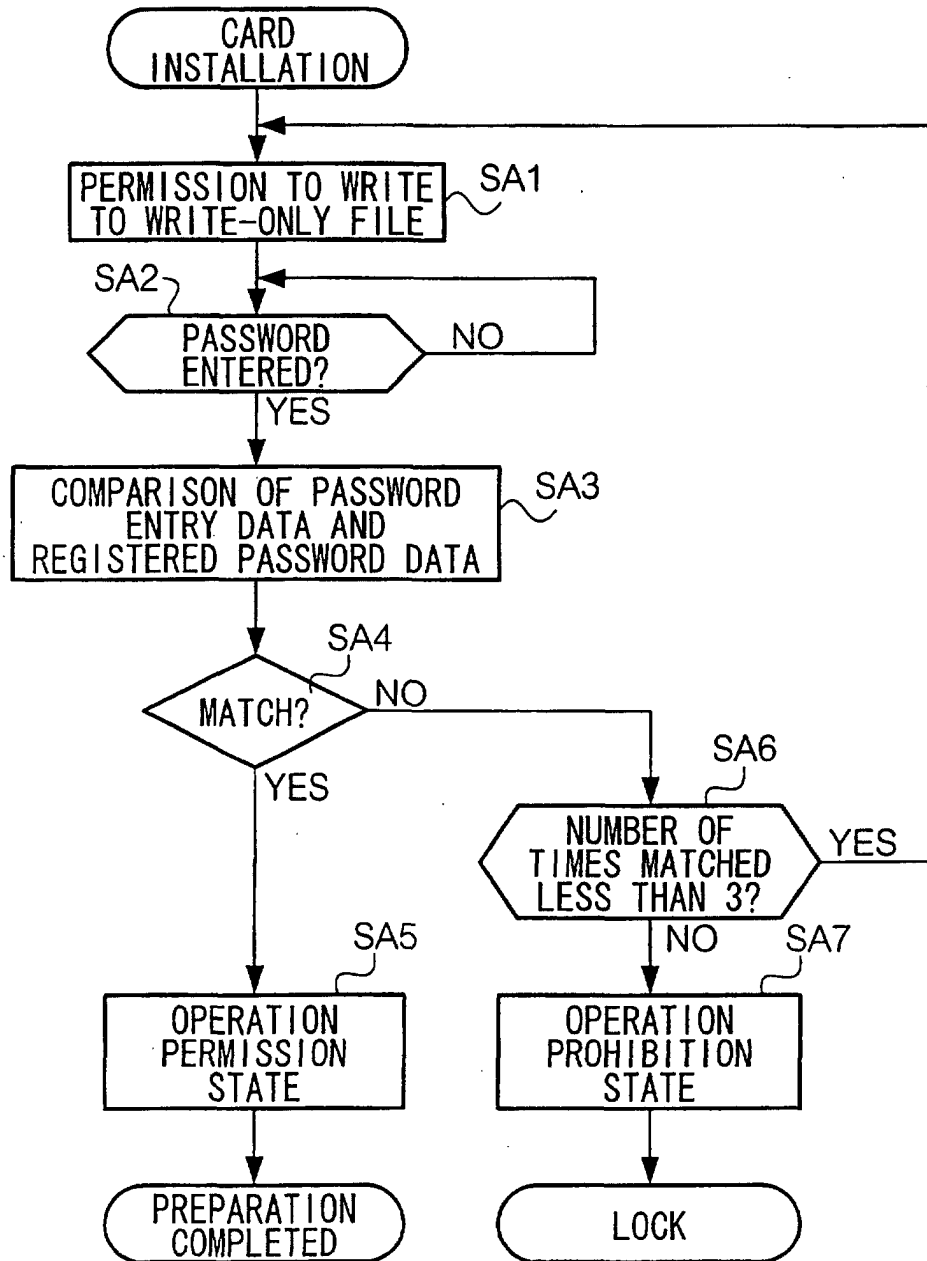 CARD
INSTALLATION
PERMISSION TO WRITE
TO WRITE-ONLY FILE
SA1
SA2
PASSWORD
ENTERED?
NO
YES
COMPARISON OF PASSWORD
ENTRY DATA AND
REGISTERED PASSWORD DATA
SA3
SA4
MATCH?
NO
YES
SA6
NUMBER OF
TIMES MATCHED
LESS THAN 3?
YES
NO
SA5
OPERATION
PERMISSION
STATE
SA7
OPERATION
PROHIBITION
STATE
PREPARATION
COMPLETED
LOCK